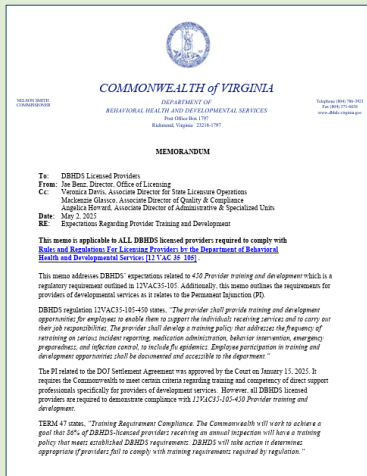 COMMONWEALTH of VIRGINIA
NELSON SMITH
COMMISSIONER
DEPARTMENT OF
BEHAVIORAL HEALTH AND DEVELOPMENTAL SERVICES
Post Office Box 1797
Richmond, Virginia 23218-1797
Telephone (804) 786-3921
www.dbhds.virginia.gov
MEMORANDUM
To: DBHDS Licensed Providers
From: Jae Benz, Director, Office of Licensing
Cc: Veronica Davis, Associate Director for State Licensure Operations
Mackenzie Glassco, Associate Director of Quality & Compliance
Angelica Howard, Associate Director of Administrative & Specialized Units
Date: May 2, 2025
RE: Expectations Regarding Provider Training and Development
This memo is applicable to ALL DBHDS licensed providers required to comply with
Rules and Regulations For Licensing Providers by the Department of Behavioral
Health and Developmental Services [12 VAC 35 105] .
This memo addresses DBHDS' expectations related to 450 Provider training and development which is a
regulatory requirement outlined in 12VAC35-105. Additionally, this memo outlines the requirements for
providers of developmental services as it relates to the Permanent Injunction (PI).
DBHDS regulation 12VAC35-105-450 states, "The provider shall provide training and development
opportunities for employees to enable them to support the individuals receiving services and to carry out
their job responsibilities. The provider shall develop a training policy that addresses the frequency of
retraining on serious incident reporting, medication administration, behavior intervention, emergency
preparedness, and infection control, to include flu epidemics. Employee participation in training and
development opportunities shall be documented and accessible to the department."
The PI related to the DOJ Settlement Agreement was approved by the Court on January 15, 2025. It
requires the Commonwealth to meet certain criteria regarding training and competency of direct support
professionals specifically for providers of developmental services. However, all DBHDS licensed
providers are required to demonstrate compliance with 12VAC35-105-450 Provider training and
development.
TERM 47 states, "Training Requirement Compliance. The Commonwealth will work to achieve a
goal that 86% of DBHDS-licensed providers receiving an annual inspection will have a training
policy that meets established DBHDS requirements. DBHDS will take action it determines
appropriate if providers fail to comply with training requirements required by regulation."